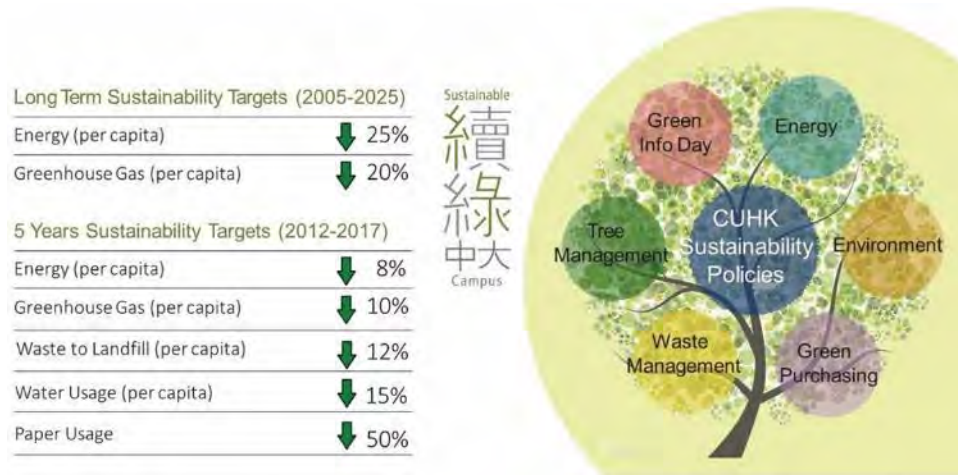 Long Term Sustainability Targets (2005-2025)
Energy (per capita) 25%
Greenhouse Gas (per capita) 20%
5 Years Sustainability Targets (2012-2017)
Energy (per capita) 8%
Greenhouse Gas (per capita) 10%
Waste to Landfill (per capita) 12%
Water Usage (per capita) 15%
Paper Usage 50%
Sustainable
續
綠
中大
Campus
Green
Info Day
Energy
Tree
Management
CUHK
Sustainability
Policies
Environment
Waste
Management
Green
Purchasing